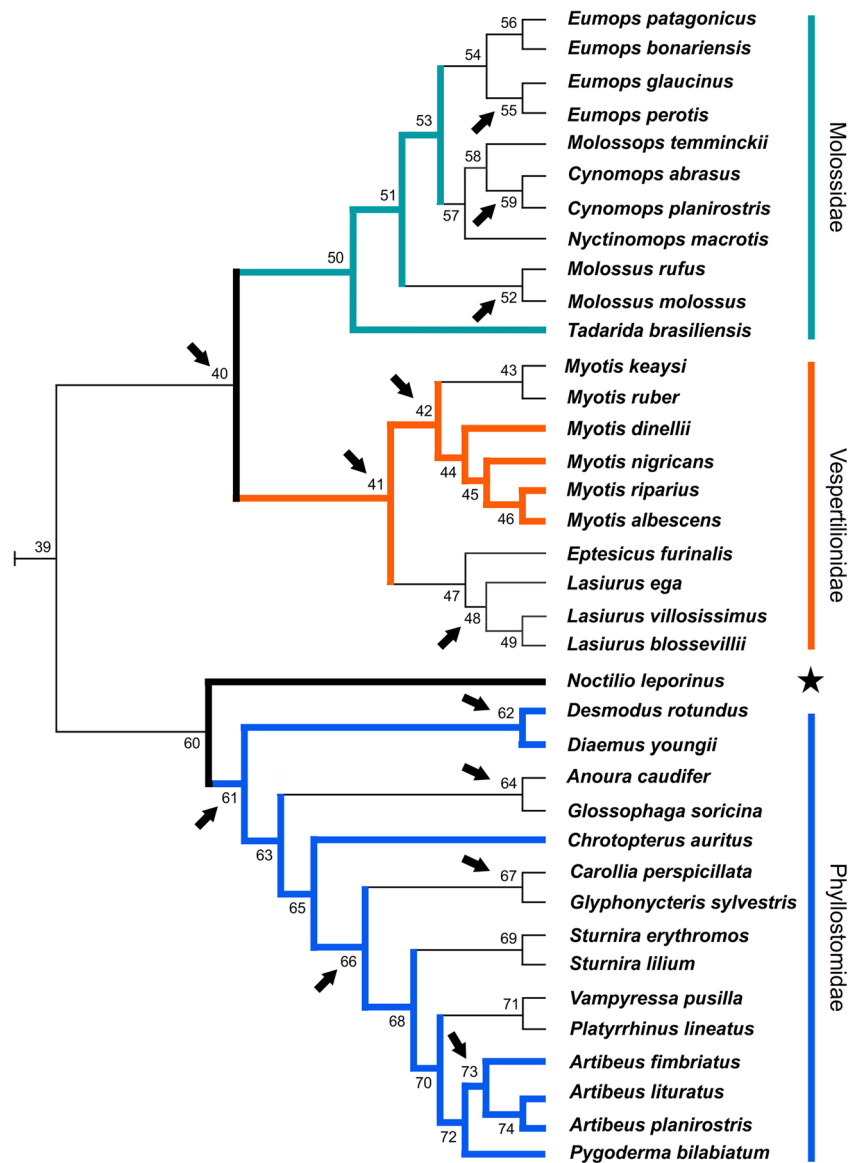 56
Eumops patagonicus
Eumops bonariensis
54
Eumops glaucinus
55
Eumops perotis
53
Molossops temminckii
58
Cynomops abrasus
59
Cynomops planirostris
57
51
Nyctinomops macrotis
50
Molossus rufus
52
Molossus molossus
Tadarida brasiliensis
Molossidae
40
43
Myotis keaysi
Myotis ruber
42
Myotis dinellii
44
Myotis nigricans
41
45
Myotis riparius
46
Myotis albescens
39
Eptesicus furinalis
47
Lasiurus ega
48
Lasiurus villosissimus
49
Lasiurus blossevillii
Vespertilionidae
Noctilio leporinus
60
62
Desmodus rotundus
Diaemus youngii
61
64
Anoura caudifer
Glossophaga soricina
63
Chrotopterus auritus
65
67
Carollia perspicillata
Glyphonycteris sylvestris
66
69
Sturnira erythromos
Sturnira lilium
68
71
Vampyressa pusilla
Platyrrhinus lineatus
70
73
Artibeus fimbriatus
Artibeus lituratus
74
Artibeus planirostris
72
Pygoderma bilabiatum
Phyllostomidae